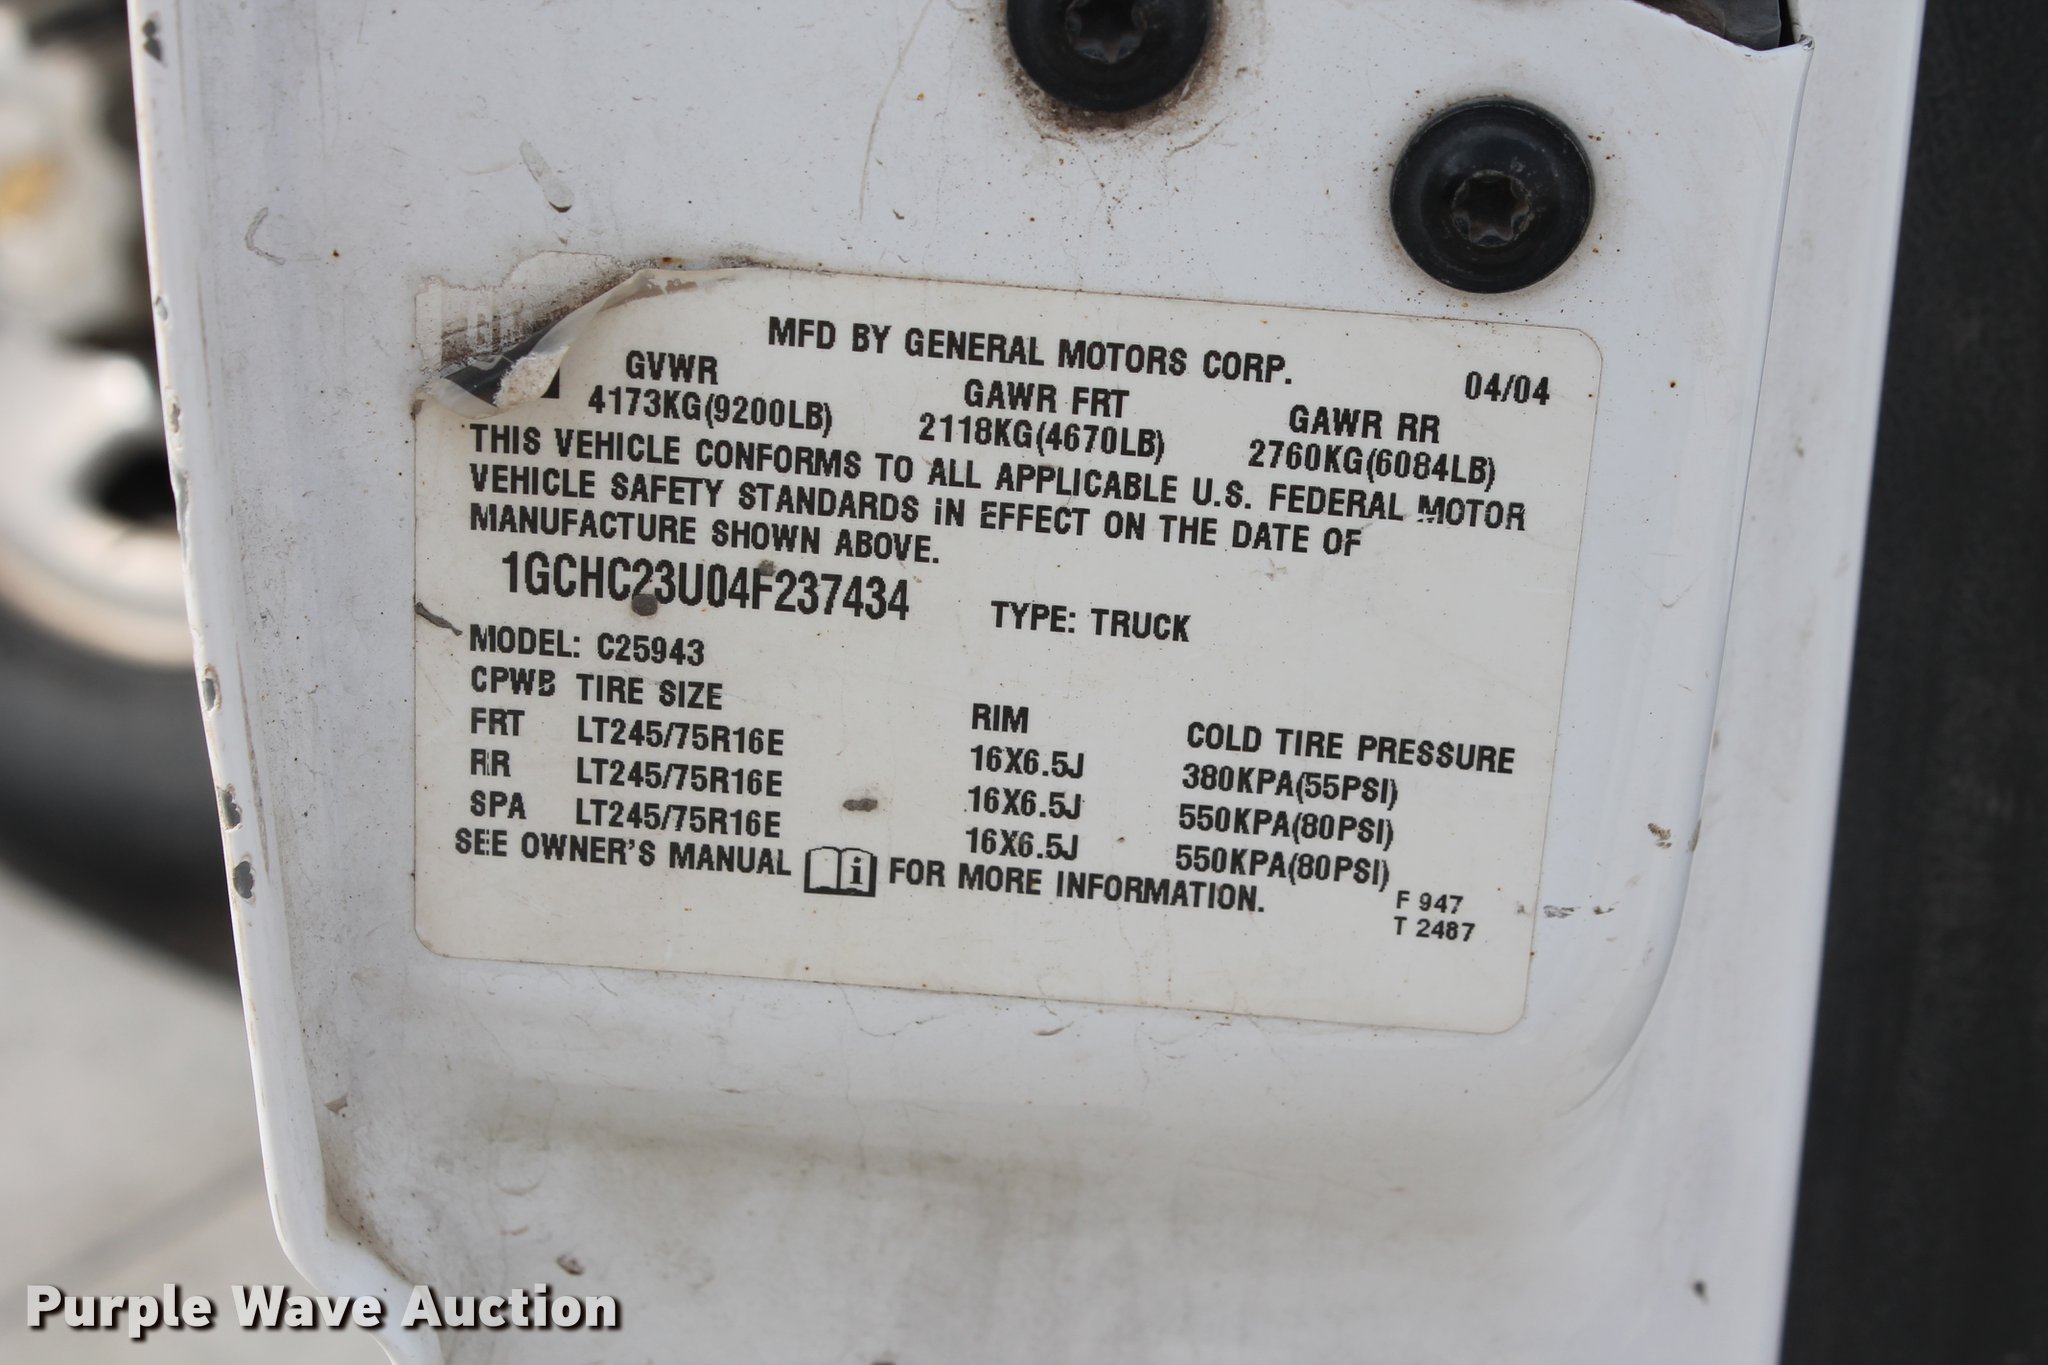 MFD BY GENERAL MOTORS CORP.
04/04
GVWR GAWR FRT GAWR RR
4173KG(9200LB) 2118KG(4670LB) 2760KG(6084LB)
THIS VEHICLE CONFORMS TO ALL APPLICABLE U.S. FEDERAL MOTOR
VEHICLE SAFETY STANDARDS IN EFFECT ON THE DATE OF
MANUFACTURE SHOWN ABOVE.
1GCHC23U04F237434 TYPE: TRUCK
MODEL: C25943
CPWB TIRE SIZE RIM COLD TIRE PRESSURE
FRT LT245/75R16E 16X6.5J 380KPA(55PSI)
RR LT245/75R16E 16X6.5J 550KPA(80PSI)
SPA LT245/75R16E 16X6.5J 550KPA(80PSI)
SEE OWNER'S MANUAL i FOR MORE INFORMATION.
F 947
T 2487
Purple Wave Auction